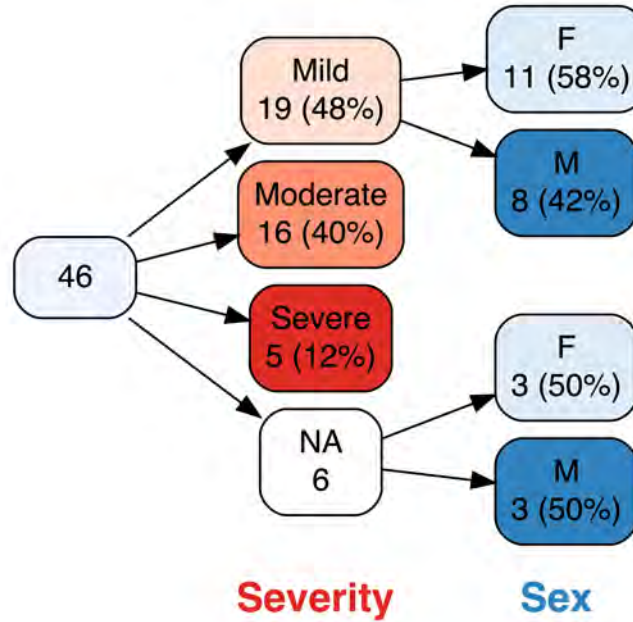 46
Mild
19 (48%)
Moderate
16 (40%)
Severe
5 (12%)
NA
6
F
11 (58%)
M
8 (42%)
F
3 (50%)
M
3 (50%)
Severity
Sex